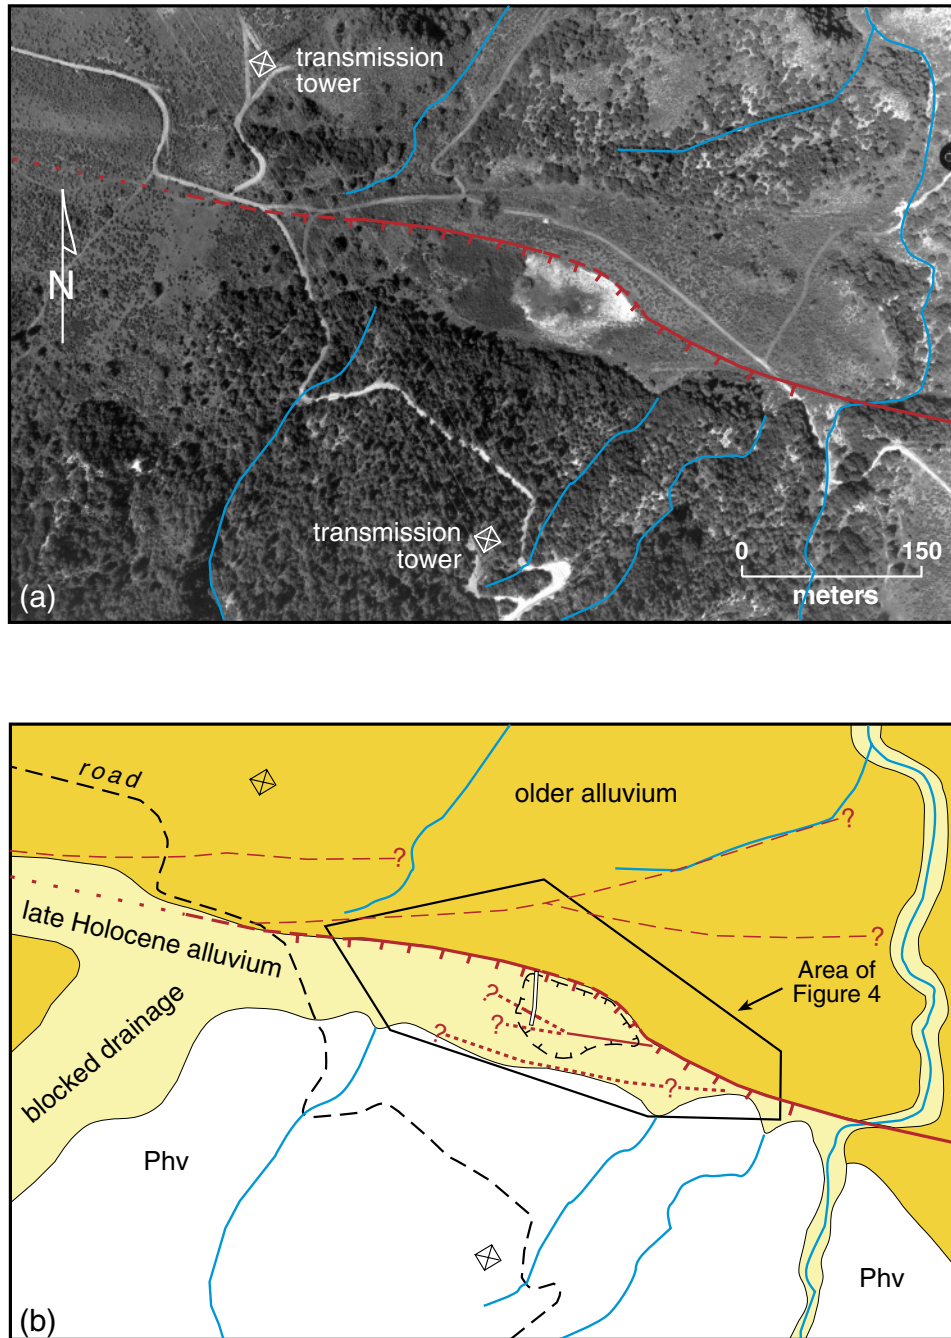 transmission
tower
N
transmission
tower
0 150
meters
(a)
road
older alluvium
?
?
late Holocene alluvium
?
Area of
Figure 4
?
?
?
?
blocked drainage
Phv
Phv
(b)